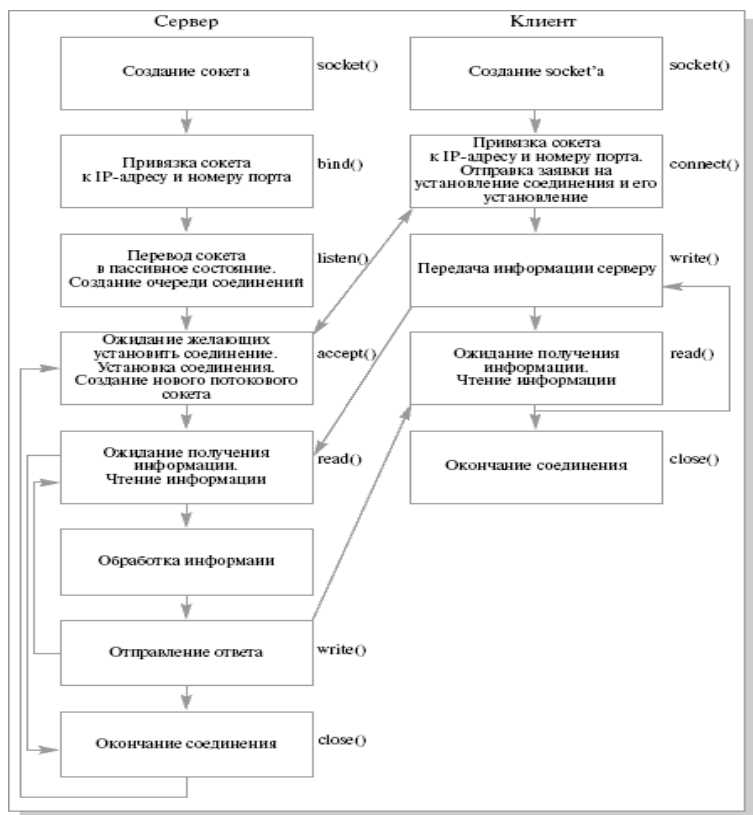 Сервер
Клиент
Создание сокета
socket()
Создание socket'а
socket()
Привязка сокета
к IP-адресу и номеру порта
bind()
Привязка сокета
к IP-адресу и номеру порта.
Отправка заявки на
установление соединения и его
установление
connect()
Перевод сокета
в пассивное состояние.
Создание очереди соединений
listen()
Передача информации серверу
write()
Ожидание желающих
установить соединение.
Установка соединения.
Создание нового потокового
сокета
accept()
Ожидание получения
информации.
Чтение информации
read()
Ожидание получения
информации.
Чтение информации
read()
Окончание соединения
close()
Обработка информаии
Отправление ответа
write()
Окончание соединения
close()